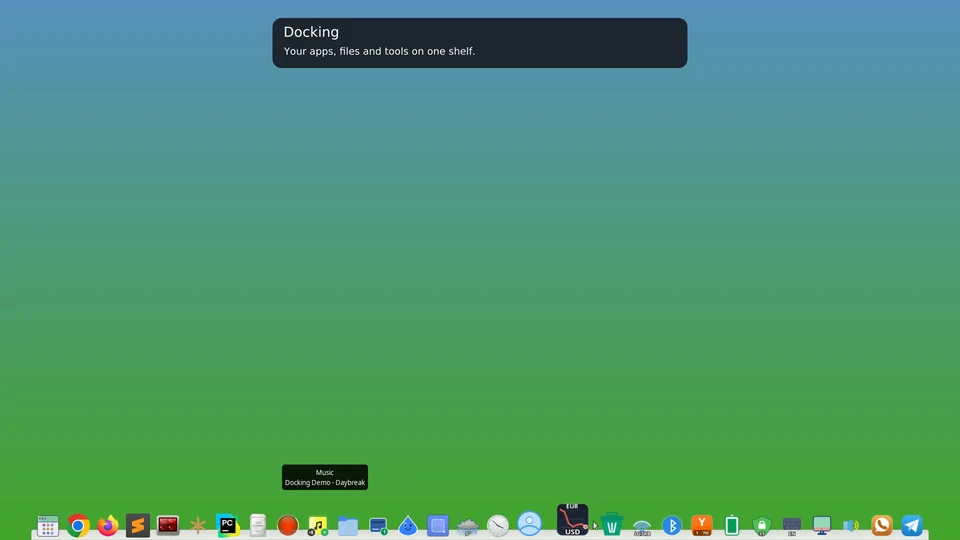 Docking
Your apps, files and tools on one shelf.
Music
Docking Demo - Daybreak
PC
EUR
USD
Y
EN